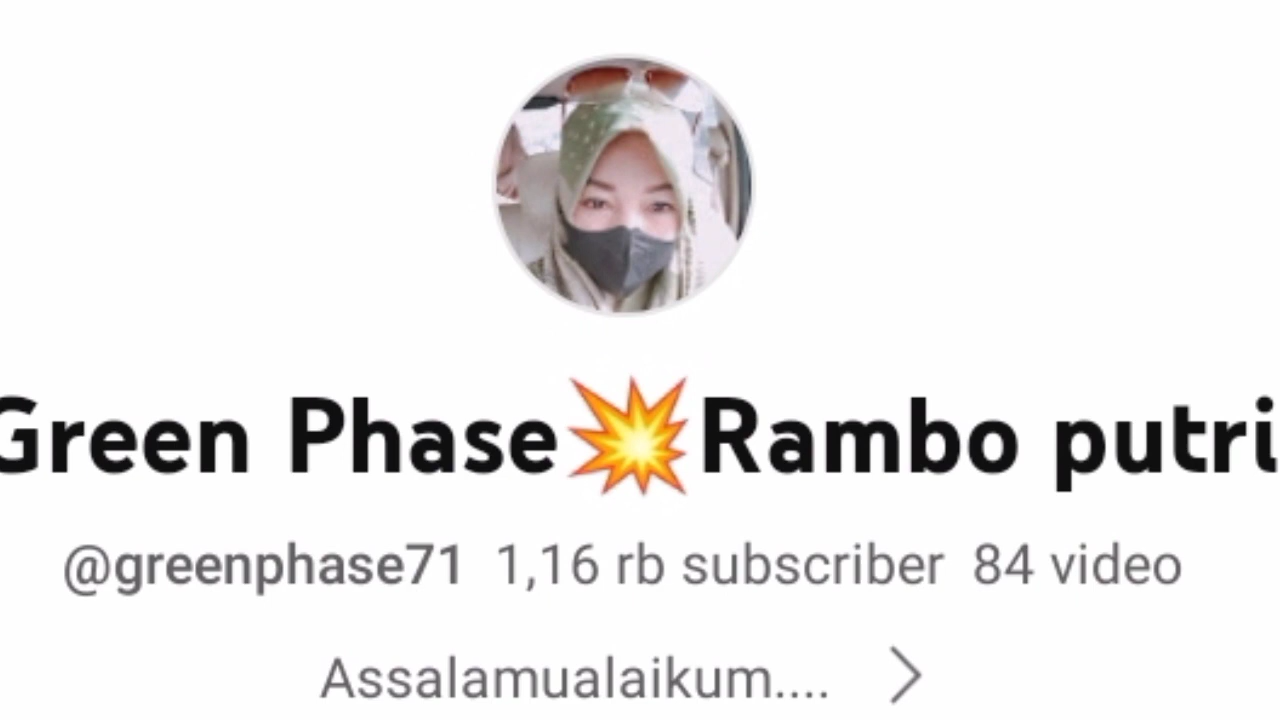 Green Phase💥Rambo putri
@greenphase71 1,16 rb subscriber 84 video
Assalamualaikum....